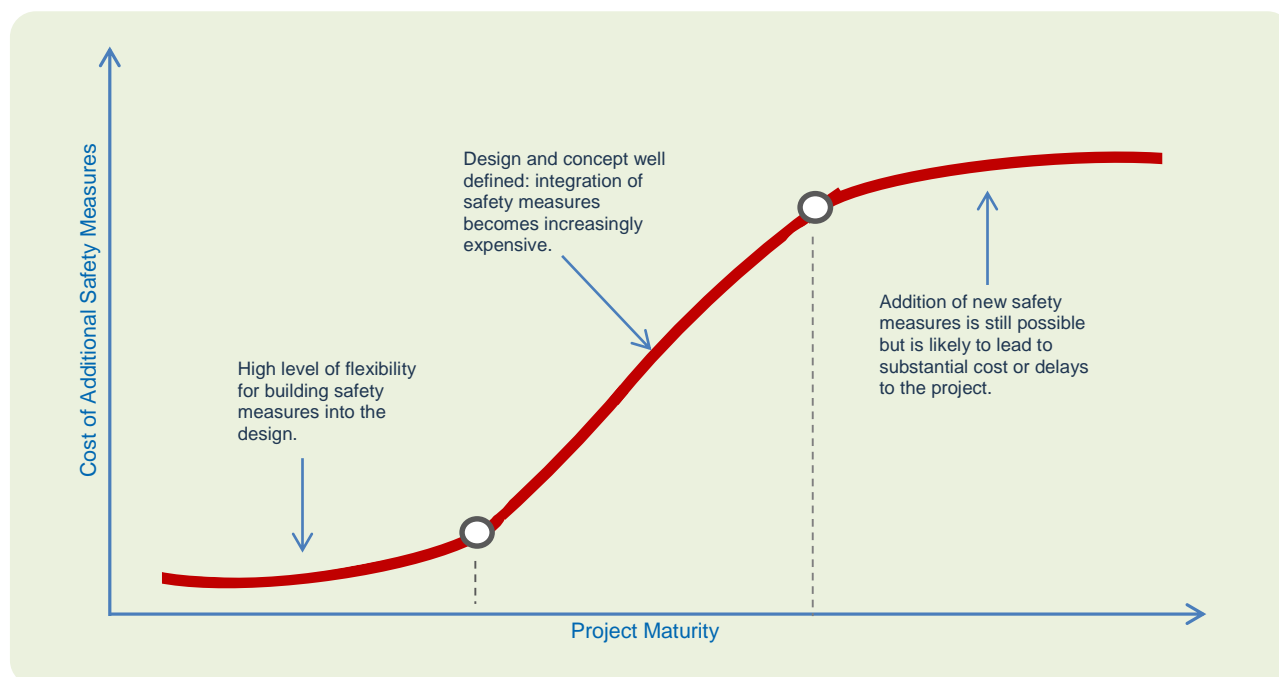 Cost of Additional Safety Measures
Design and concept well
defined: integration of
safety measures
becomes increasingly
expensive.
High level of flexibility
for building safety
measures into the
design.
Addition of new safety
measures is still possible
but is likely to lead to
substantial cost or delays
to the project.
Project Maturity